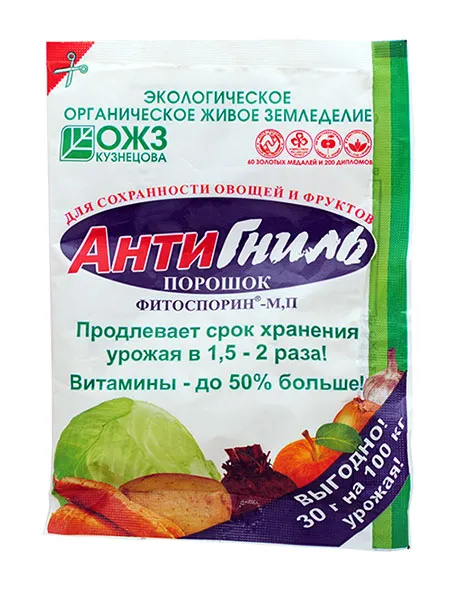 ЭКОЛОГИЧЕСКОЕ
ОРГАНИЧЕСКОЕ ЖИВОЕ ЗЕМЛЕДЕЛИЕ
ОЖЗ
КУЗНЕЦОВА
60 ЗОЛОТЫХ МЕДАЛЕЙ И 200 ДИПЛОМОВ
ДЛЯ СОХРАННОСТИ ОВОЩЕЙ И ФРУКТОВ
АНТИГНИЛЬ
ПОРОШОК
ФИТОСПОРИН®-М,П
Продлевает срок хранения
урожая в 1,5 - 2 раза!
Витамины - до 50% больше!
ВЫГОДНО!
30 г на 100 кг
урожая!